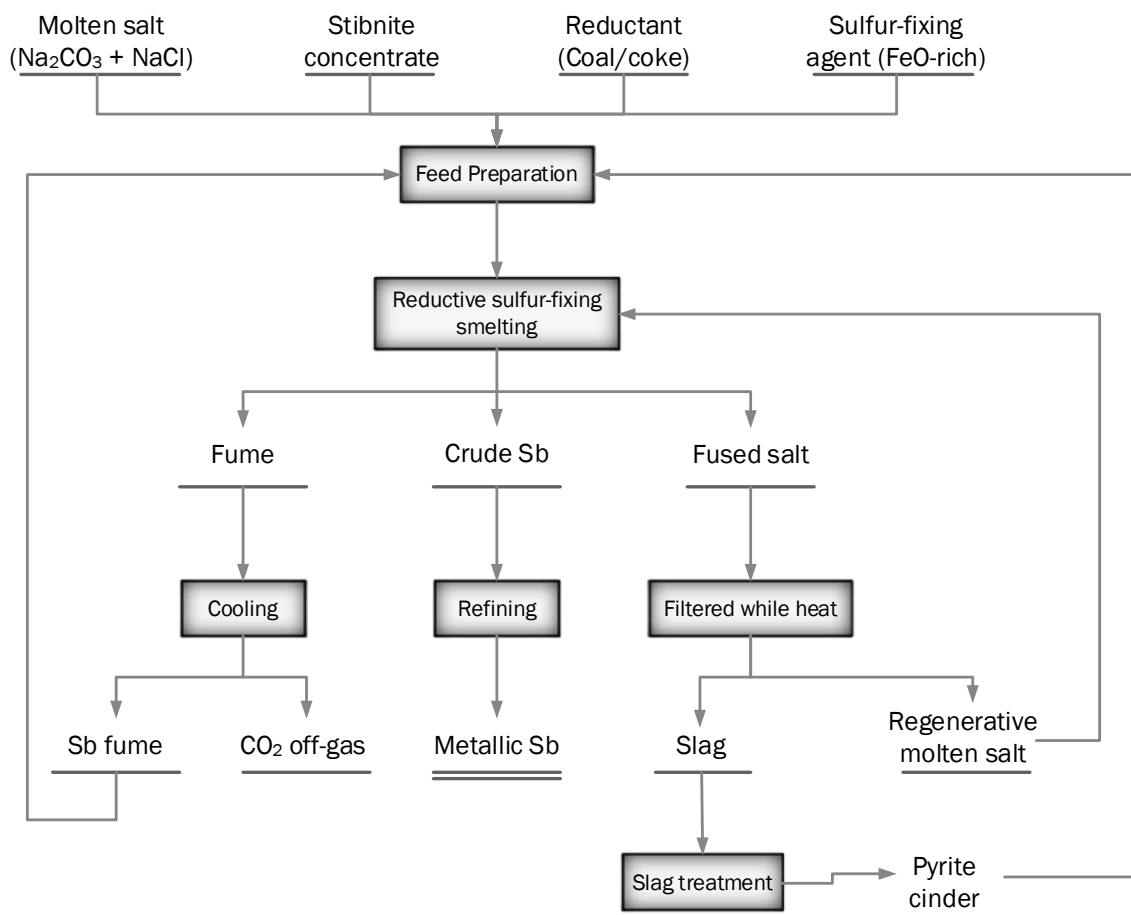 Molten salt
(Na₂CO₃ + NaCl)
Stibnite
concentrate
Reductant
(Coal/coke)
Sulfur-fixing
agent (FeO-rich)
Feed Preparation
Reductive sulfur-fixing
smelting
Fume
Crude Sb
Fused salt
Cooling
Refining
Filtered while heat
Sb fume
CO₂ off-gas
Metallic Sb
Slag
Regenerative
molten salt
Slag treatment
Pyrite
cinder